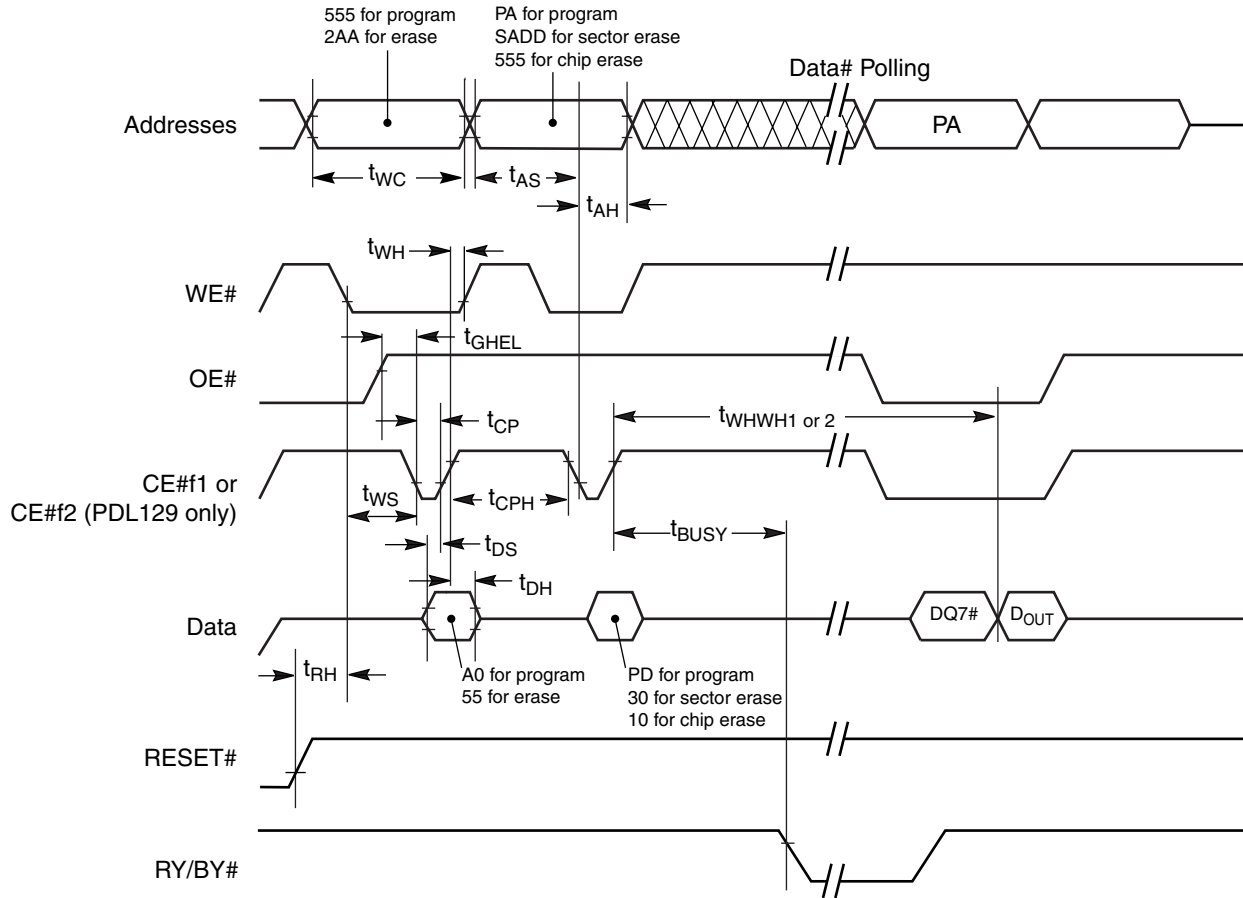 555 for program
2AA for erase
PA for program
SADD for sector erase
555 for chip erase
Data# Polling
Addresses
PA
tWC
tAS
tAH
tWH
WE#
tGHEL
OE#
tCP
tWHWH1 or 2
CE#f1 or
CE#f2 (PDL129 only)
tWS
tCPH
tBUSY
tDS
tDH
Data
DQ7#
DOUT
tRH
A0 for program
55 for erase
PD for program
30 for sector erase
10 for chip erase
RESET#
RY/BY#